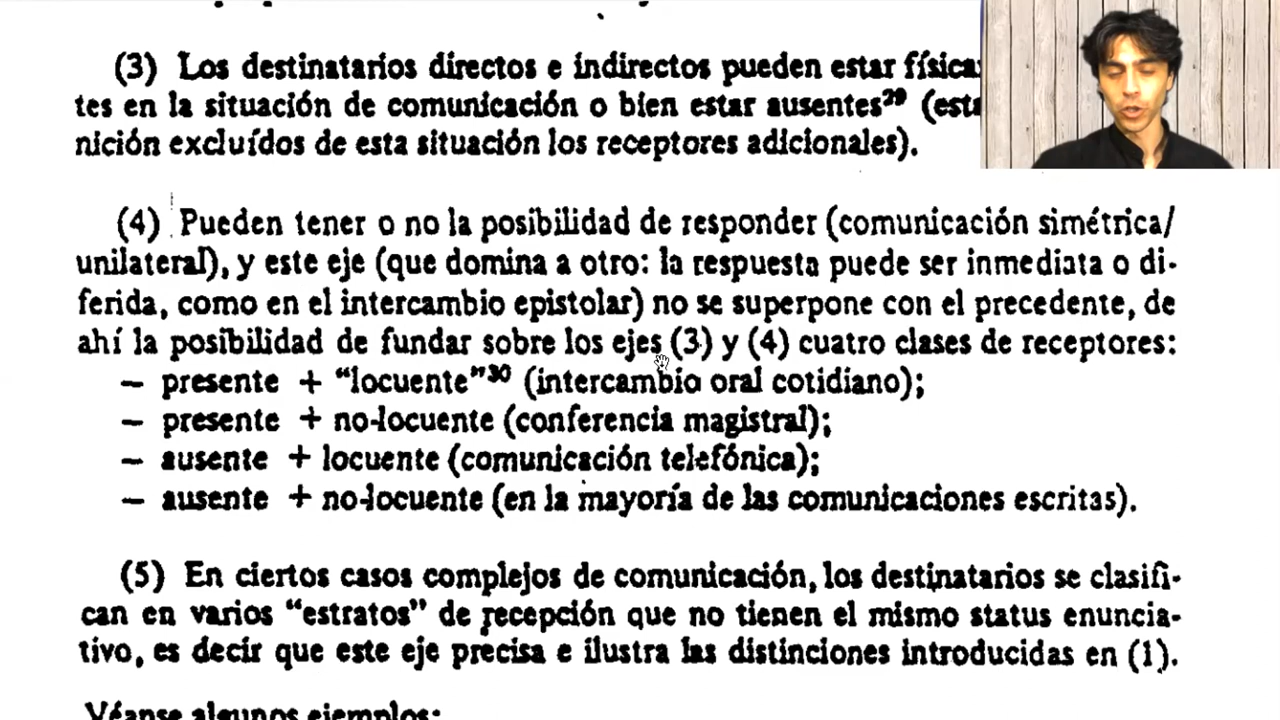 (3) Los destinatarios directos e indirectos pueden estar
tes en la situación de comunicación o bien estar ausentes²⁹
nición excluídos de esta situación los receptores adicionales).
(4) Pueden tener o no la posibilidad de responder (comunicación simétrica/
unilateral), y este eje (que domina a otro: la respuesta puede ser inmediata o di-
ferida, como en el intercambio epistolar) no se superpone con el precedente, de
ahí la posibilidad de fundar sobre los ejes (3) y (4) cuatro clases de receptores:
— presente + “locuente”³⁰ (intercambio oral cotidiano);
— presente + no-locuente (conferencia magistral);
— ausente + locuente (comunicación telefónica);
— ausente + no-locuente (en la mayoría de las comunicaciones escritas).
(5) En ciertos casos complejos de comunicación, los destinatarios se clasifi-
can en varios “estratos” de recepción que no tienen el mismo status enuncia-
tivo, es decir que este eje precisa e ilustra las distinciones introducidas en (1).
Véanse algunos ejemplos: